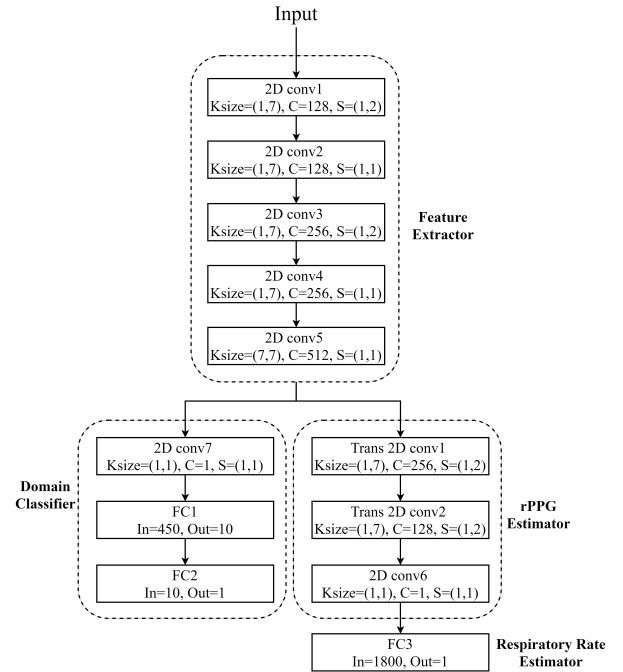 Input
2D conv1
Ksize=(1,7), C=128, S=(1,2)
2D conv2
Ksize=(1,7), C=128, S=(1,1)
2D conv3
Ksize=(1,7), C=256, S=(1,2)
2D conv4
Ksize=(1,7), C=256, S=(1,1)
2D conv5
Ksize=(7,7), C=512, S=(1,1)
Feature
Extractor
Domain
Classifier
2D conv7
Ksize=(1,1), C=1, S=(1,1)
FC1
In=450, Out=10
FC2
In=10, Out=1
Trans 2D conv1
Ksize=(1,7), C=256, S=(1,2)
Trans 2D conv2
Ksize=(1,7), C=128, S=(1,2)
2D conv6
Ksize=(1,1), C=1, S=(1,1)
rPPG
Estimator
FC3
In=1800, Out=1
Respiratory Rate
Estimator